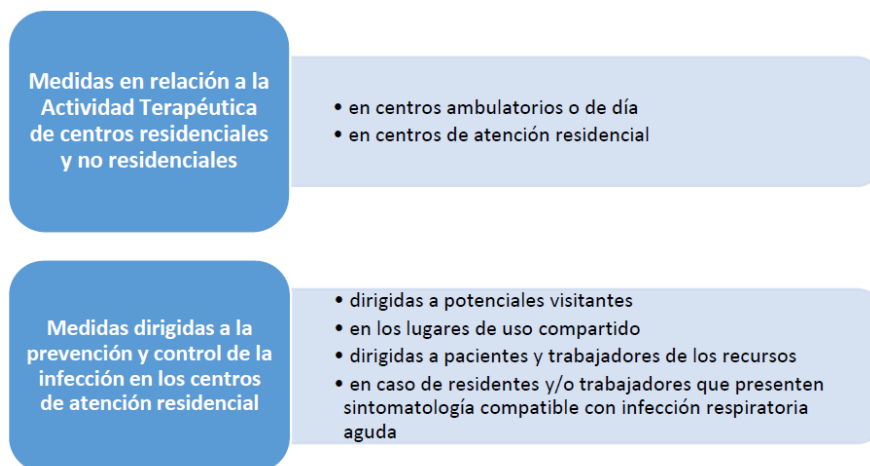 Medidas en relación a la
Actividad Terapéutica
de centros residenciales
y no residenciales
• en centros ambulatorios o de día
• en centros de atención residencial
Medidas dirigidas a la
prevención y control de la
infección en los centros
de atención residencial
• dirigidas a potenciales visitantes
• en los lugares de uso compartido
• dirigidas a pacientes y trabajadores de los recursos
• en caso de residentes y/o trabajadores que presenten
sintomatología compatible con infección respiratoria
aguda